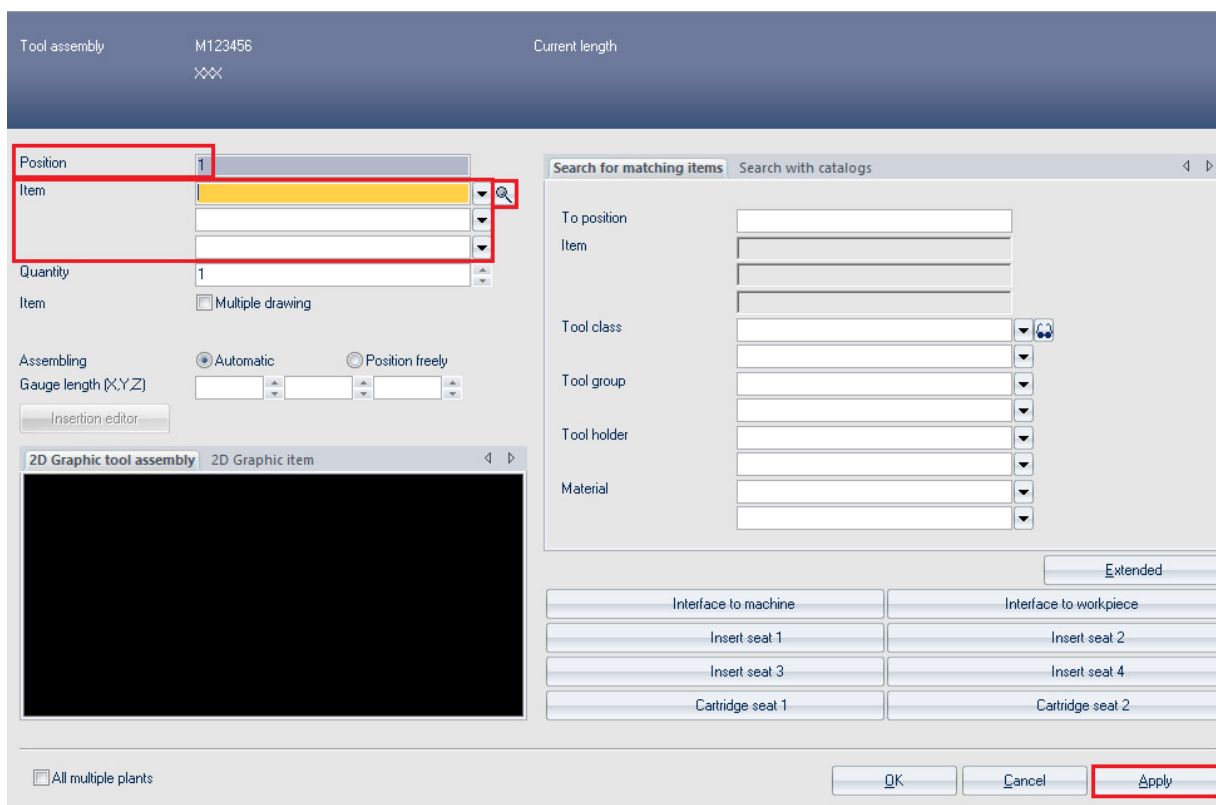 Tool assembly M123456 Current length
XXX
Position 1
Item
Quantity 1
Item Multiple drawing
Assembling Automatic Position freely
Gauge length (X,Y,Z)
Insertion editor
2D Graphic tool assembly 2D Graphic item
Search for matching items Search with catalogs
To position
Item
Tool class
Tool group
Tool holder
Material
Extended
Interface to machine Interface to workpiece
Insert seat 1 Insert seat 2
Insert seat 3 Insert seat 4
Cartridge seat 1 Cartridge seat 2
All multiple plants OK Cancel Apply